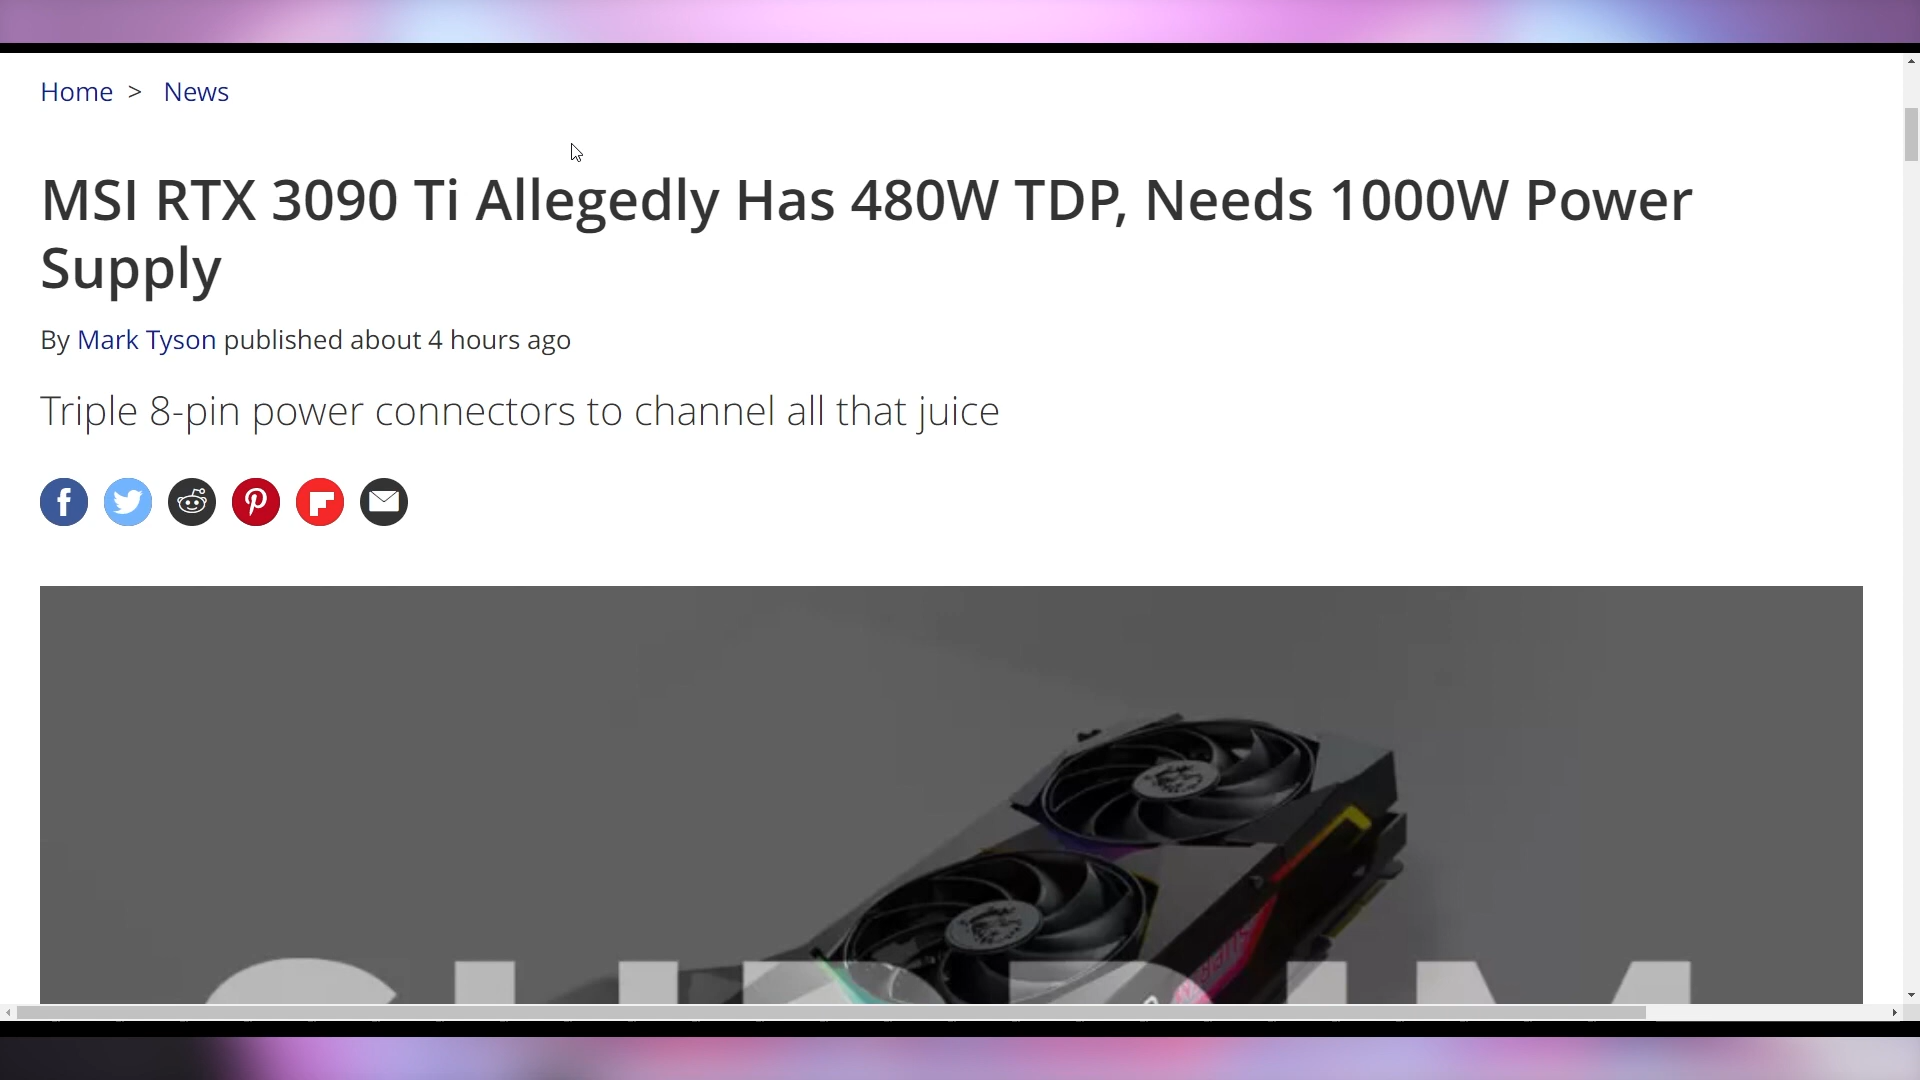 Home > News
MSI RTX 3090 Ti Allegedly Has 480W TDP, Needs 1000W Power
Supply
By Mark Tyson published about 4 hours ago
Triple 8-pin power connectors to channel all that juice